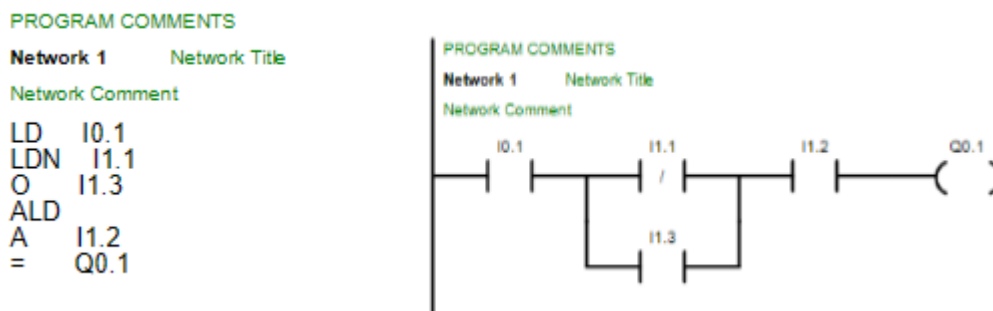 PROGRAM COMMENTS
Network 1 Network Title
Network Comment
LD I0.1
LDN I1.1
O I1.3
ALD
A I1.2
= Q0.1
PROGRAM COMMENTS
Network 1 Network Title
Network Comment
I0.1 I1.1 I1.2 Q0.1
/
I1.3